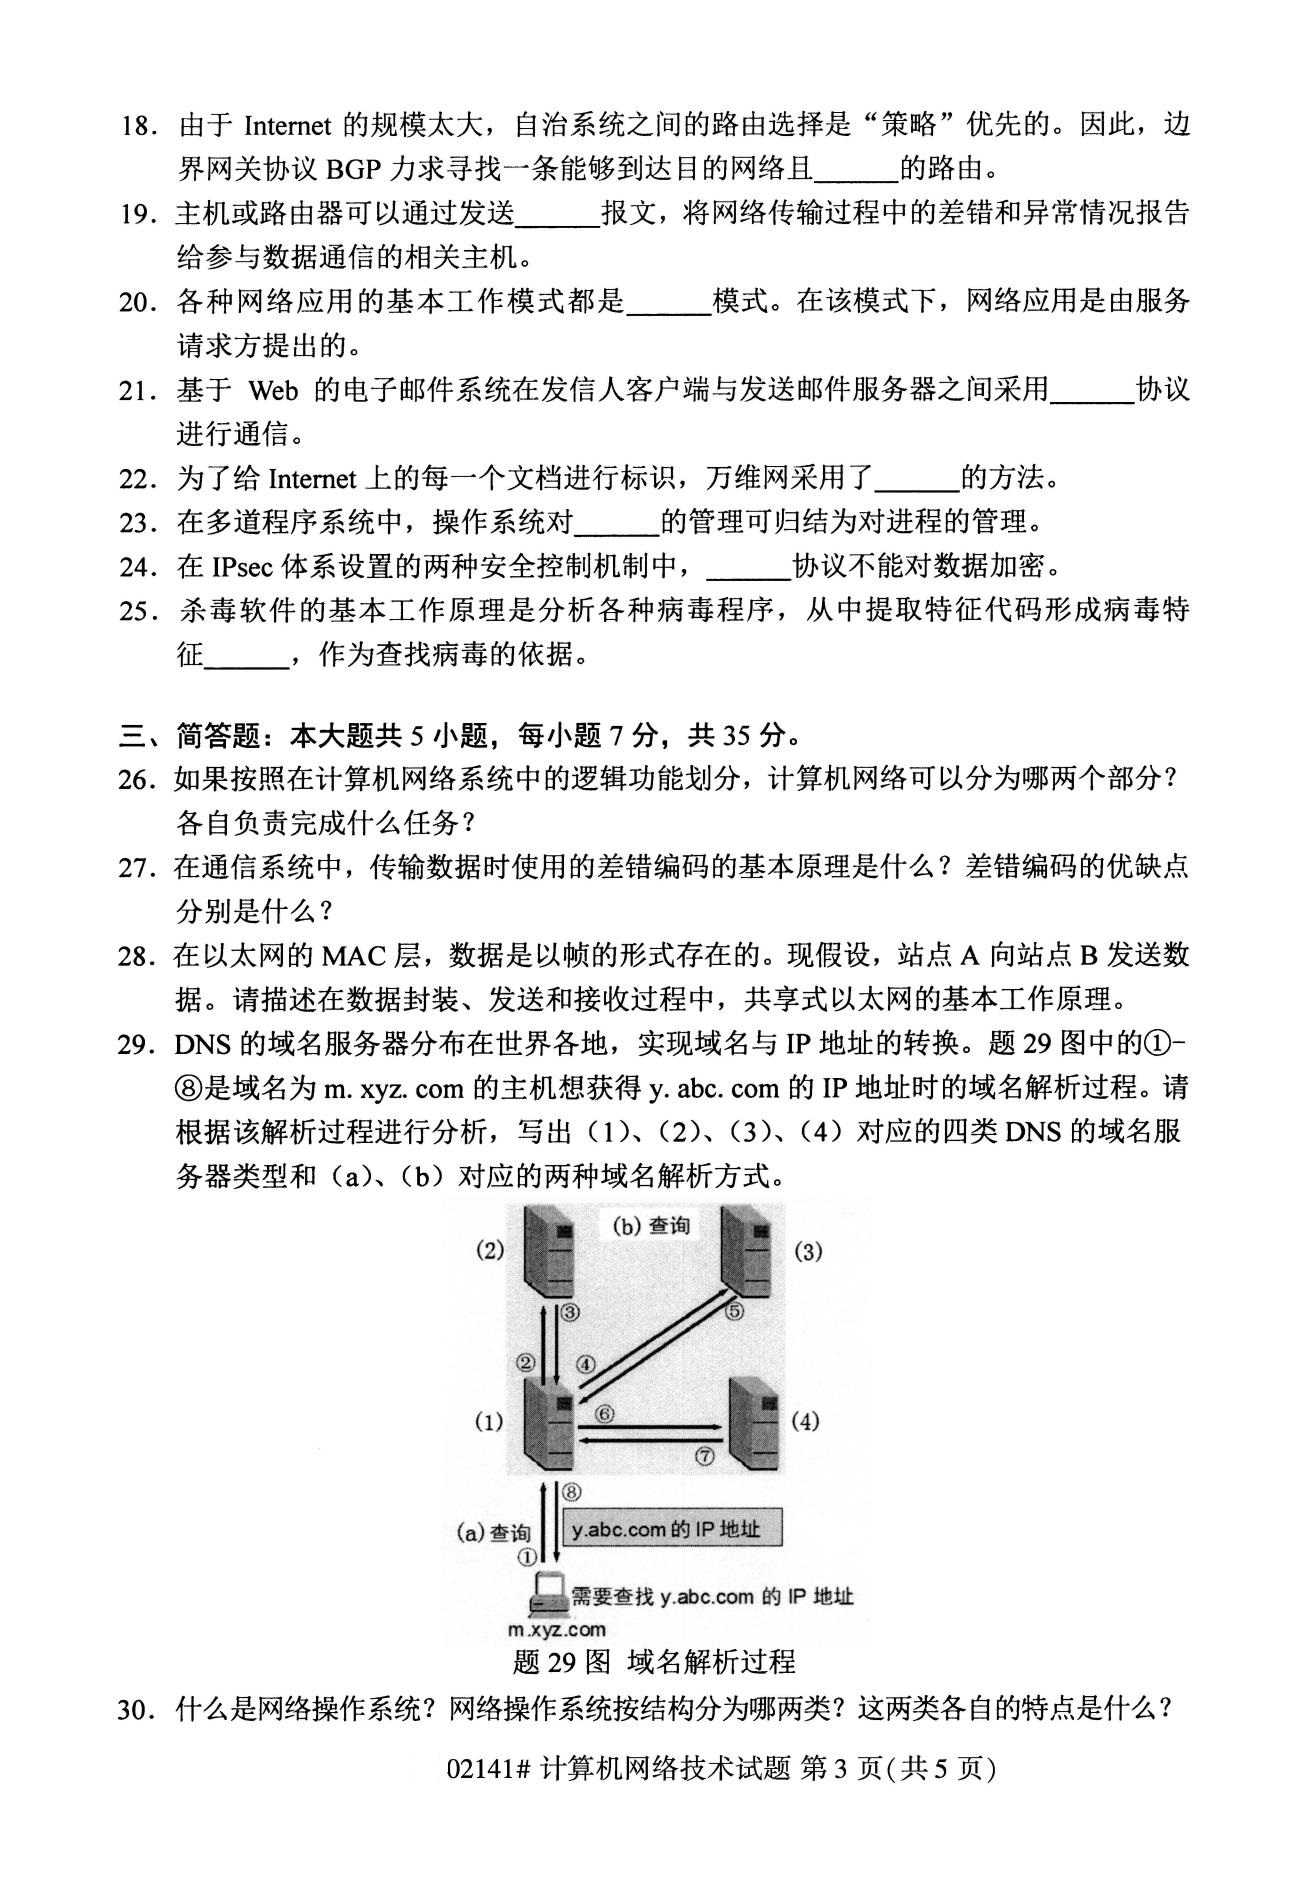 18．由于 Internet 的规模太大，自治系统之间的路由选择是“策略”优先的。因此，边
界网关协议 BGP 力求寻找一条能够到达目的网络且______的路由。
19．主机或路由器可以通过发送______报文，将网络传输过程中的差错和异常情况报告
给参与数据通信的相关主机。
20．各种网络应用的基本工作模式都是______模式。在该模式下，网络应用是由服务
请求方提出的。
21．基于 Web 的电子邮件系统在发信人客户端与发送邮件服务器之间采用______协议
进行通信。
22．为了给 Internet 上的每一个文档进行标识，万维网采用了______的方法。
23．在多道程序系统中，操作系统对______的管理可归结为对进程的管理。
24．在 IPsec 体系设置的两种安全控制机制中，______协议不能对数据加密。
25．杀毒软件的基本工作原理是分析各种病毒程序，从中提取特征代码形成病毒特
征______，作为查找病毒的依据。
三、简答题：本大题共 5 小题，每小题 7 分，共 35 分。
26．如果按照在计算机网络系统中的逻辑功能划分，计算机网络可以分为哪两个部分？
各自负责完成什么任务？
27．在通信系统中，传输数据时使用的差错编码的基本原理是什么？差错编码的优缺点
分别是什么？
28．在以太网的 MAC 层，数据是以帧的形式存在的。现假设，站点 A 向站点 B 发送数
据。请描述在数据封装、发送和接收过程中，共享式以太网的基本工作原理。
29．DNS 的域名服务器分布在世界各地，实现域名与 IP 地址的转换。题 29 图中的①-
⑧是域名为 m. xyz. com 的主机想获得 y. abc. com 的 IP 地址时的域名解析过程。请
根据该解析过程进行分析，写出（1）、（2）、（3）、（4）对应的四类 DNS 的域名服
务器类型和（a）、（b）对应的两种域名解析方式。
(b) 查询
(2)
(3)
③
⑤
②
④
(1)
⑥
(4)
⑦
⑧
(a) 查询
y.abc.com 的 IP 地址
①
需要查找 y.abc.com 的 IP 地址
m.xyz.com
题 29 图 域名解析过程
30．什么是网络操作系统？网络操作系统按结构分为哪两类？这两类各自的特点是什么？
02141# 计算机网络技术试题 第 3 页(共 5 页)